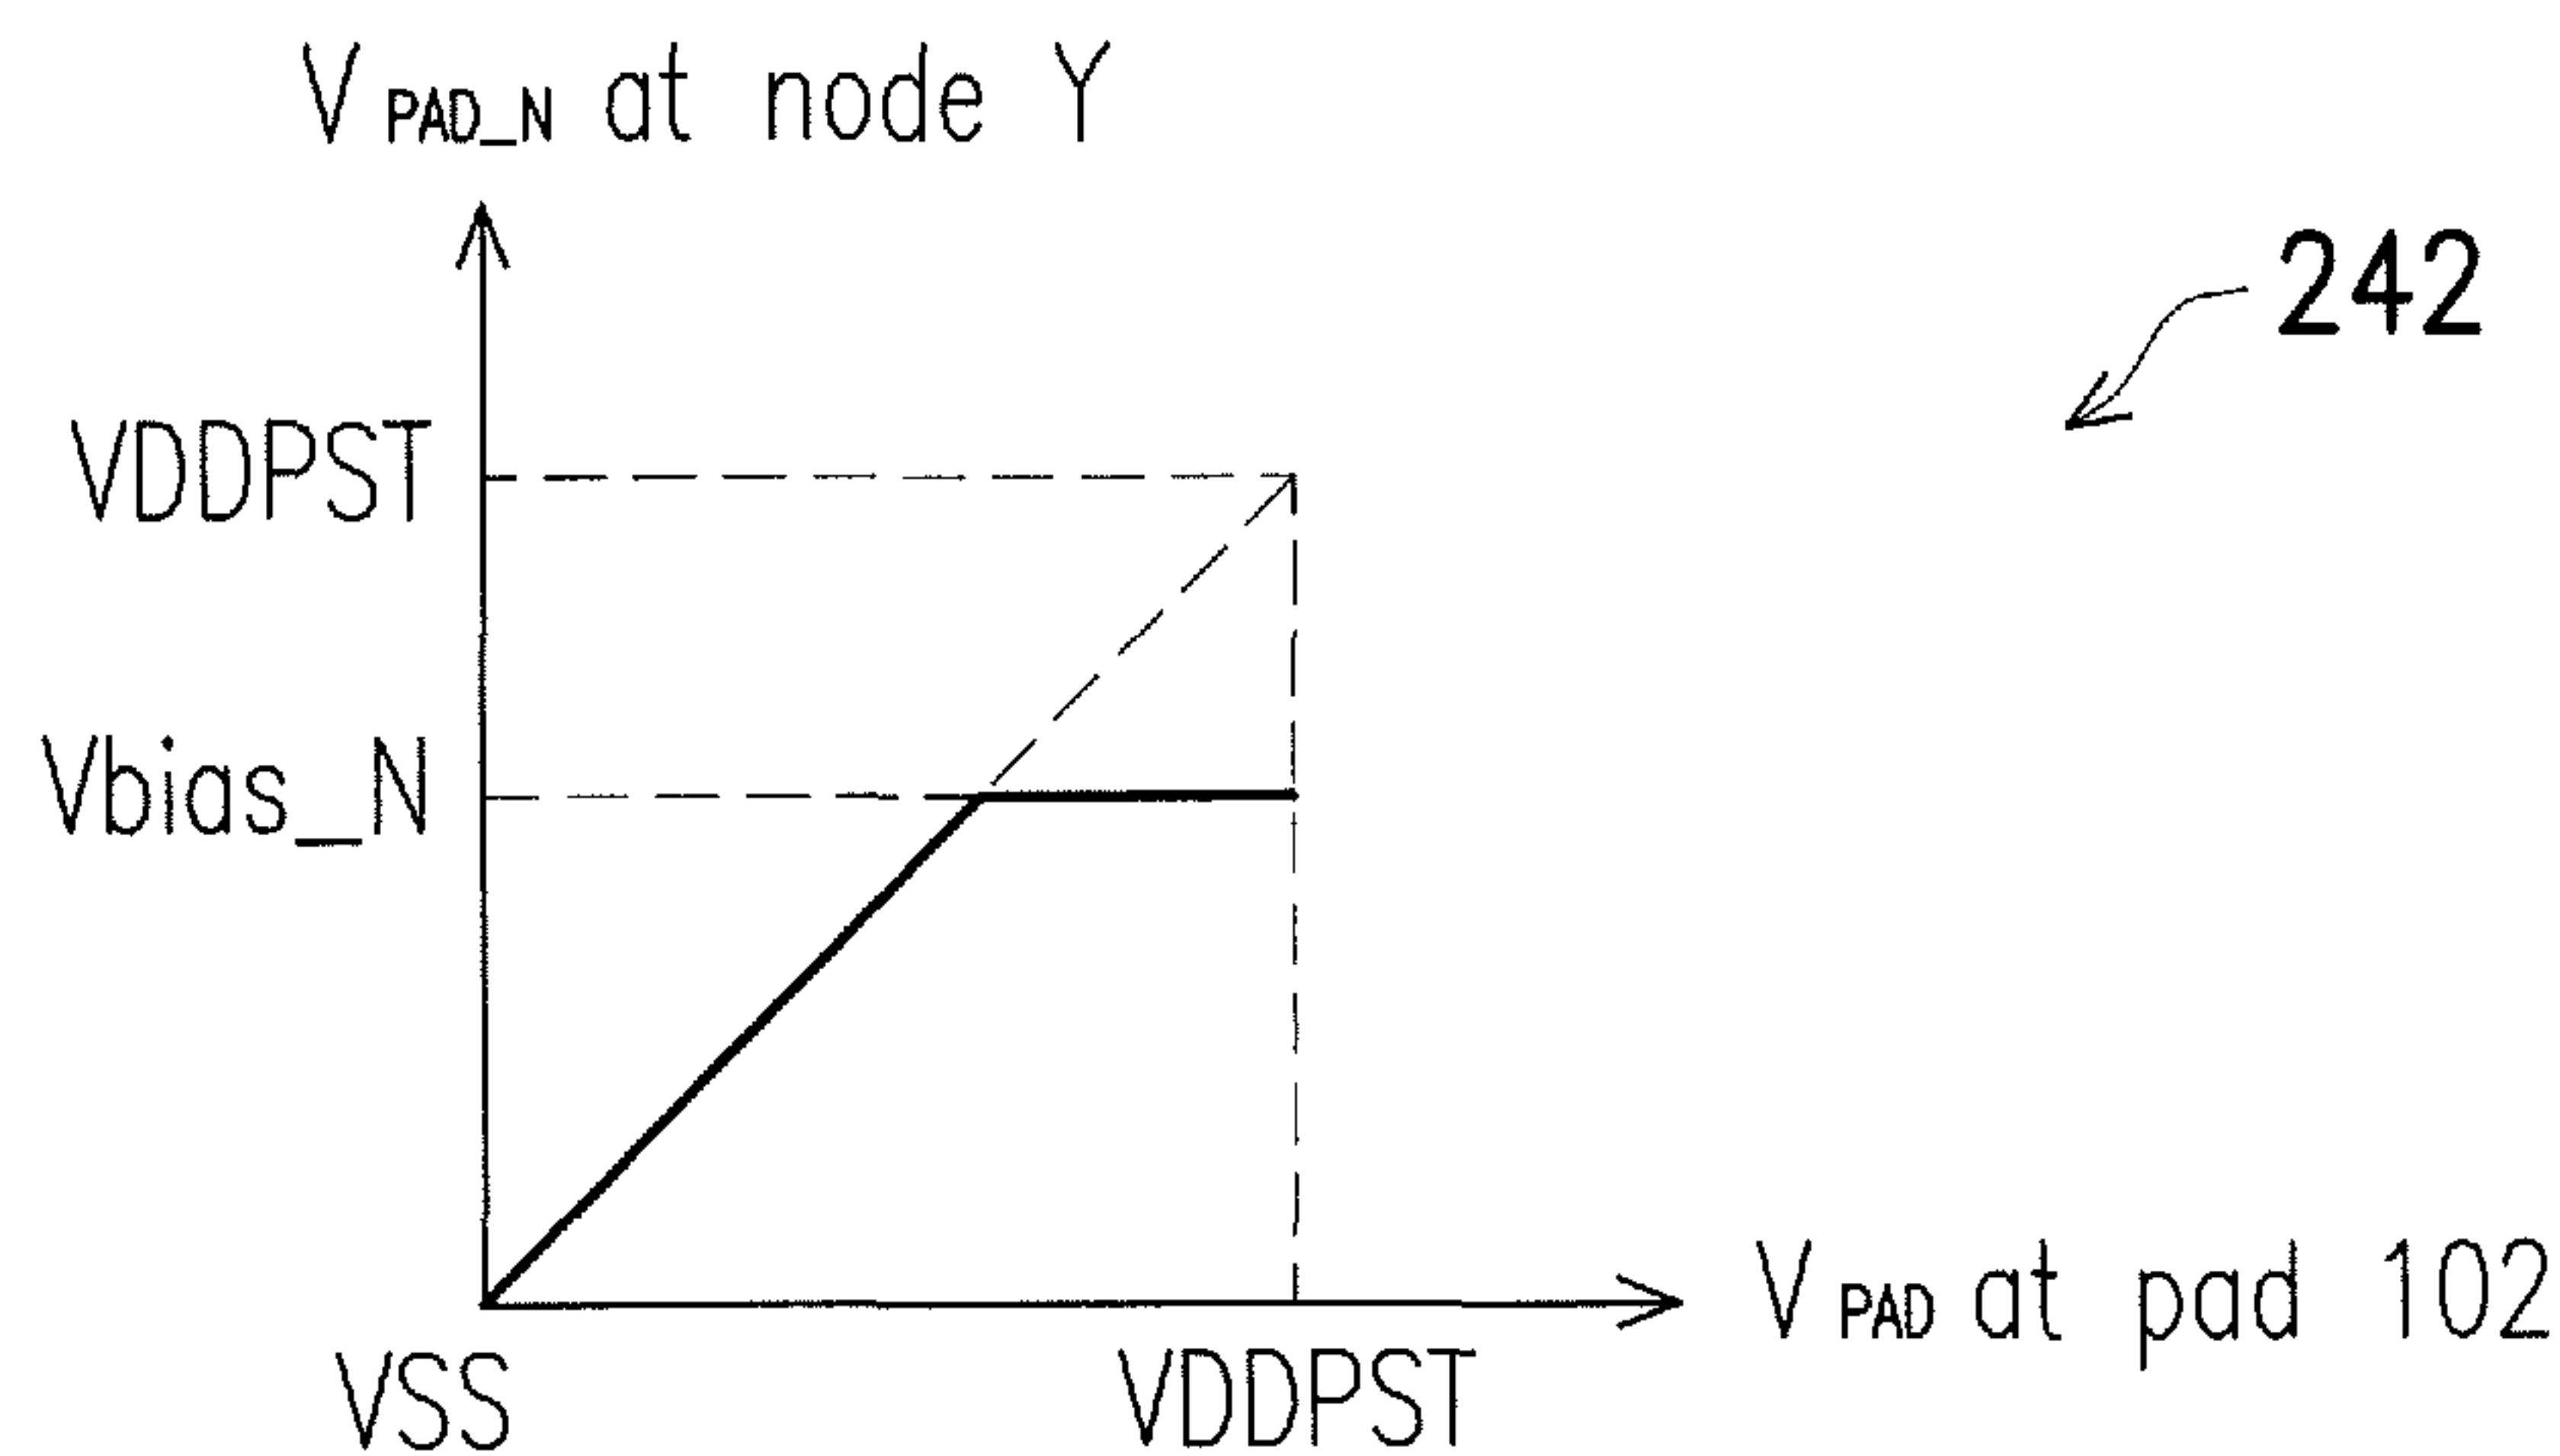 V PAD_N at node Y
242
VDDPST
Vbias_N
V PAD at pad 102
VSS
VDDPST